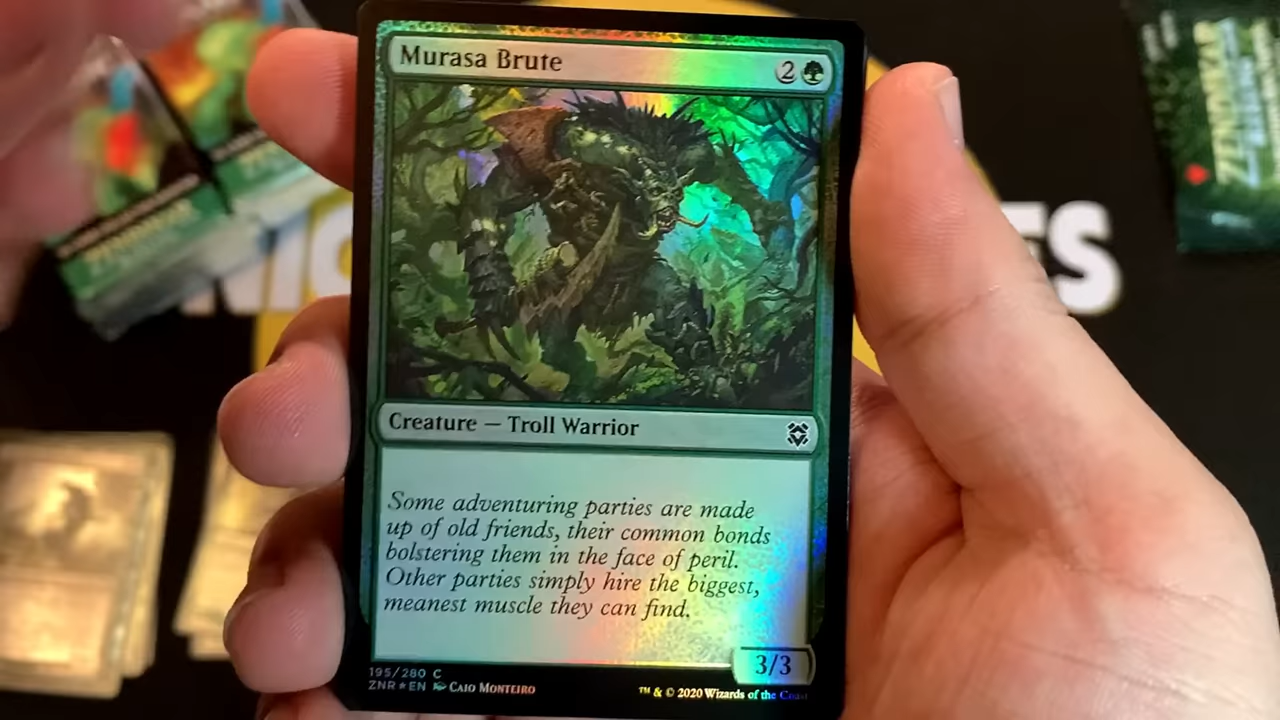 Murasa Brute
2
Creature — Troll Warrior
Some adventuring parties are made
up of old friends, their common bonds
bolstering them in the face of peril.
Other parties simply hire the biggest,
meanest muscle they can find.
3/3
195/280 C
ZNR ★ EN Caio Monteiro
™ & © 2020 Wizards of the Coast